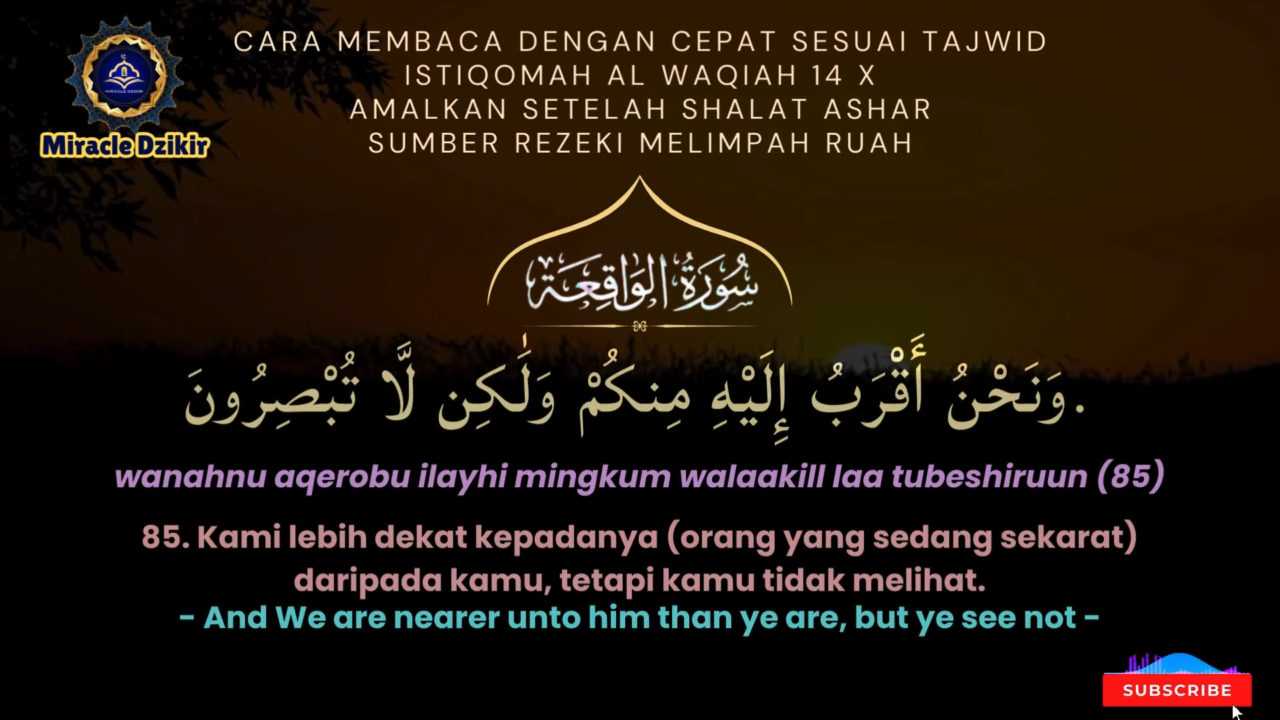 CARA MEMBACA DENGAN CEPAT SESUAI TAJWID
ISTIQOMAH AL WAQIAH 14 X
AMALKAN SETELAH SHALAT ASHAR
SUMBER REZEKI MELIMPAH RUAH
MIRACLE DZIKIR
Miracle Dzikir
سُوْرَةُ الوَاقِعَة
وَنَحْنُ أَقْرَبُ إِلَيْهِ مِنكُمْ وَلَٰكِن لَّا تُبْصِرُونَ.
wanahnu aqerobu ilayhi mingkum walaakill laa tubeshiruun (85)
85. Kami lebih dekat kepadanya (orang yang sedang sekarat)
daripada kamu, tetapi kamu tidak melihat.
- And We are nearer unto him than ye are, but ye see not -
SUBSCRIBE